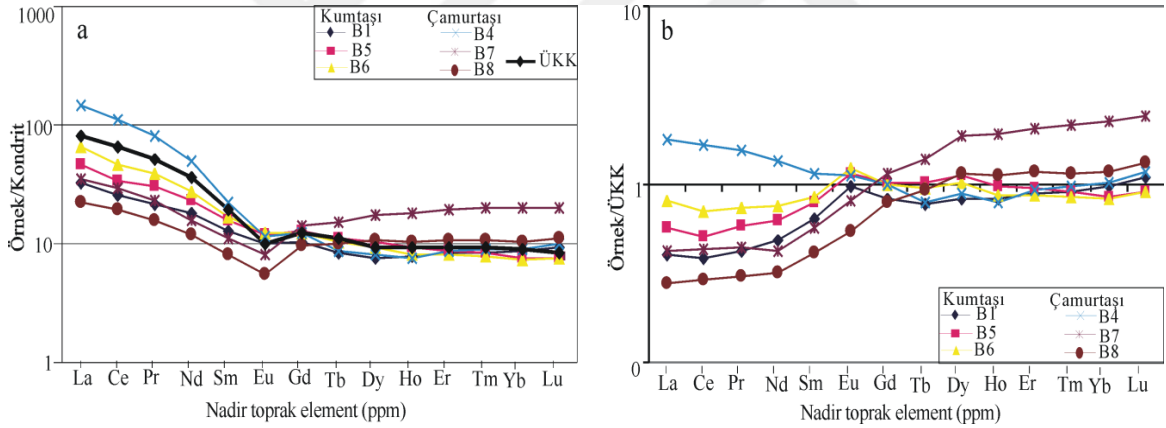 1000
100
10
1
Örnek/Kondrit
a
Kumtaşı Çamurtaşı
B1 B4
B5 B7 ÜKK
B6 B8
La Ce Pr Nd Sm Eu Gd Tb Dy Ho Er Tm Yb Lu
Nadir toprak element (ppm)
10
1
0
Örnek/ÜKK
b
Kumtaşı Çamurtaşı
B1 B4
B5 B7
B6 B8
La Ce Pr Nd Sm Eu Gd Tb Dy Ho Er Tm Yb Lu
Nadir toprak element (ppm)